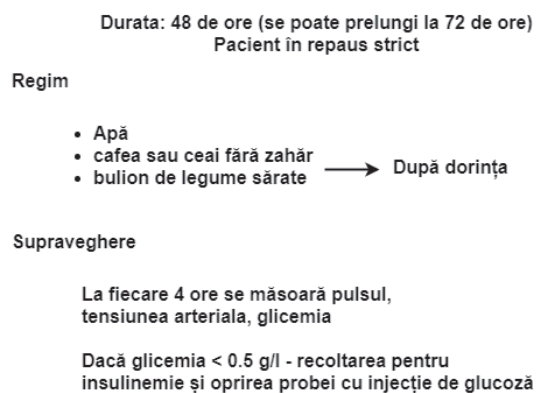 Durata: 48 de ore (se poate prelungi la 72 de ore)
Pacient în repaus strict
Regim
• Apă
• cafea sau ceai fără zahăr
• bulion de legume sărate
După dorința
Supraveghere
La fiecare 4 ore se măsoară pulsul,
tensiunea arteriala, glicemia
Dacă glicemia < 0.5 g/l - recoltarea pentru
insulinemie și oprirea probei cu injecție de glucoză